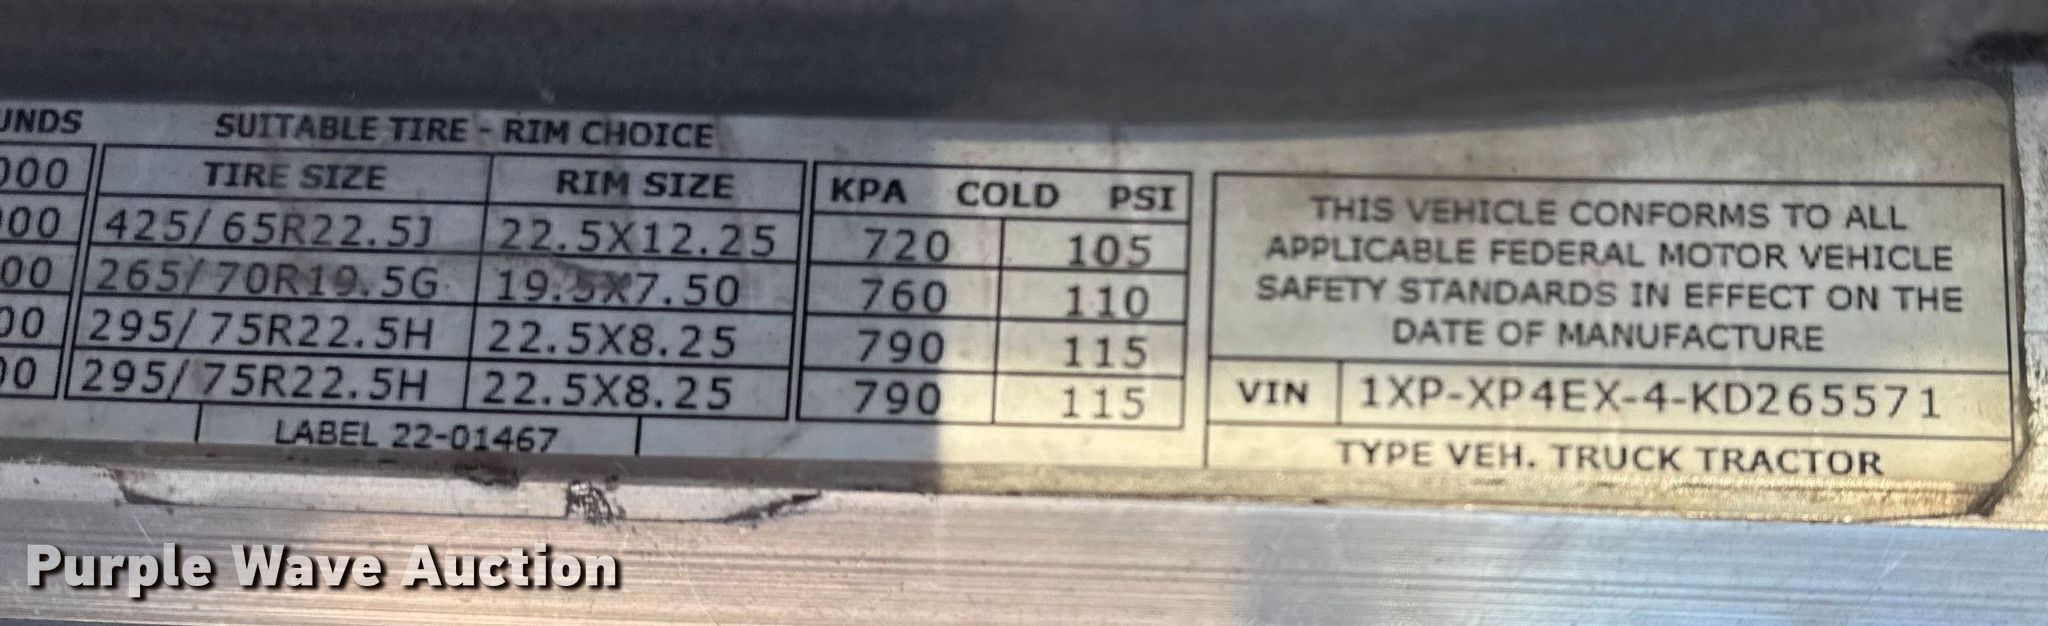 UNDS SUITABLE TIRE - RIM CHOICE
000 TIRE SIZE RIM SIZE KPA COLD PSI
000 425/65R22.5J 22.5X12.25 720 105
00 265/70R19.5G 19.5X7.50 760 110
00 295/75R22.5H 22.5X8.25 790 115
00 295/75R22.5H 22.5X8.25 790 115
LABEL 22-01467
THIS VEHICLE CONFORMS TO ALL
APPLICABLE FEDERAL MOTOR VEHICLE
SAFETY STANDARDS IN EFFECT ON THE
DATE OF MANUFACTURE
VIN 1XP-XP4EX-4-KD265571
TYPE VEH. TRUCK TRACTOR
Purple Wave Auction